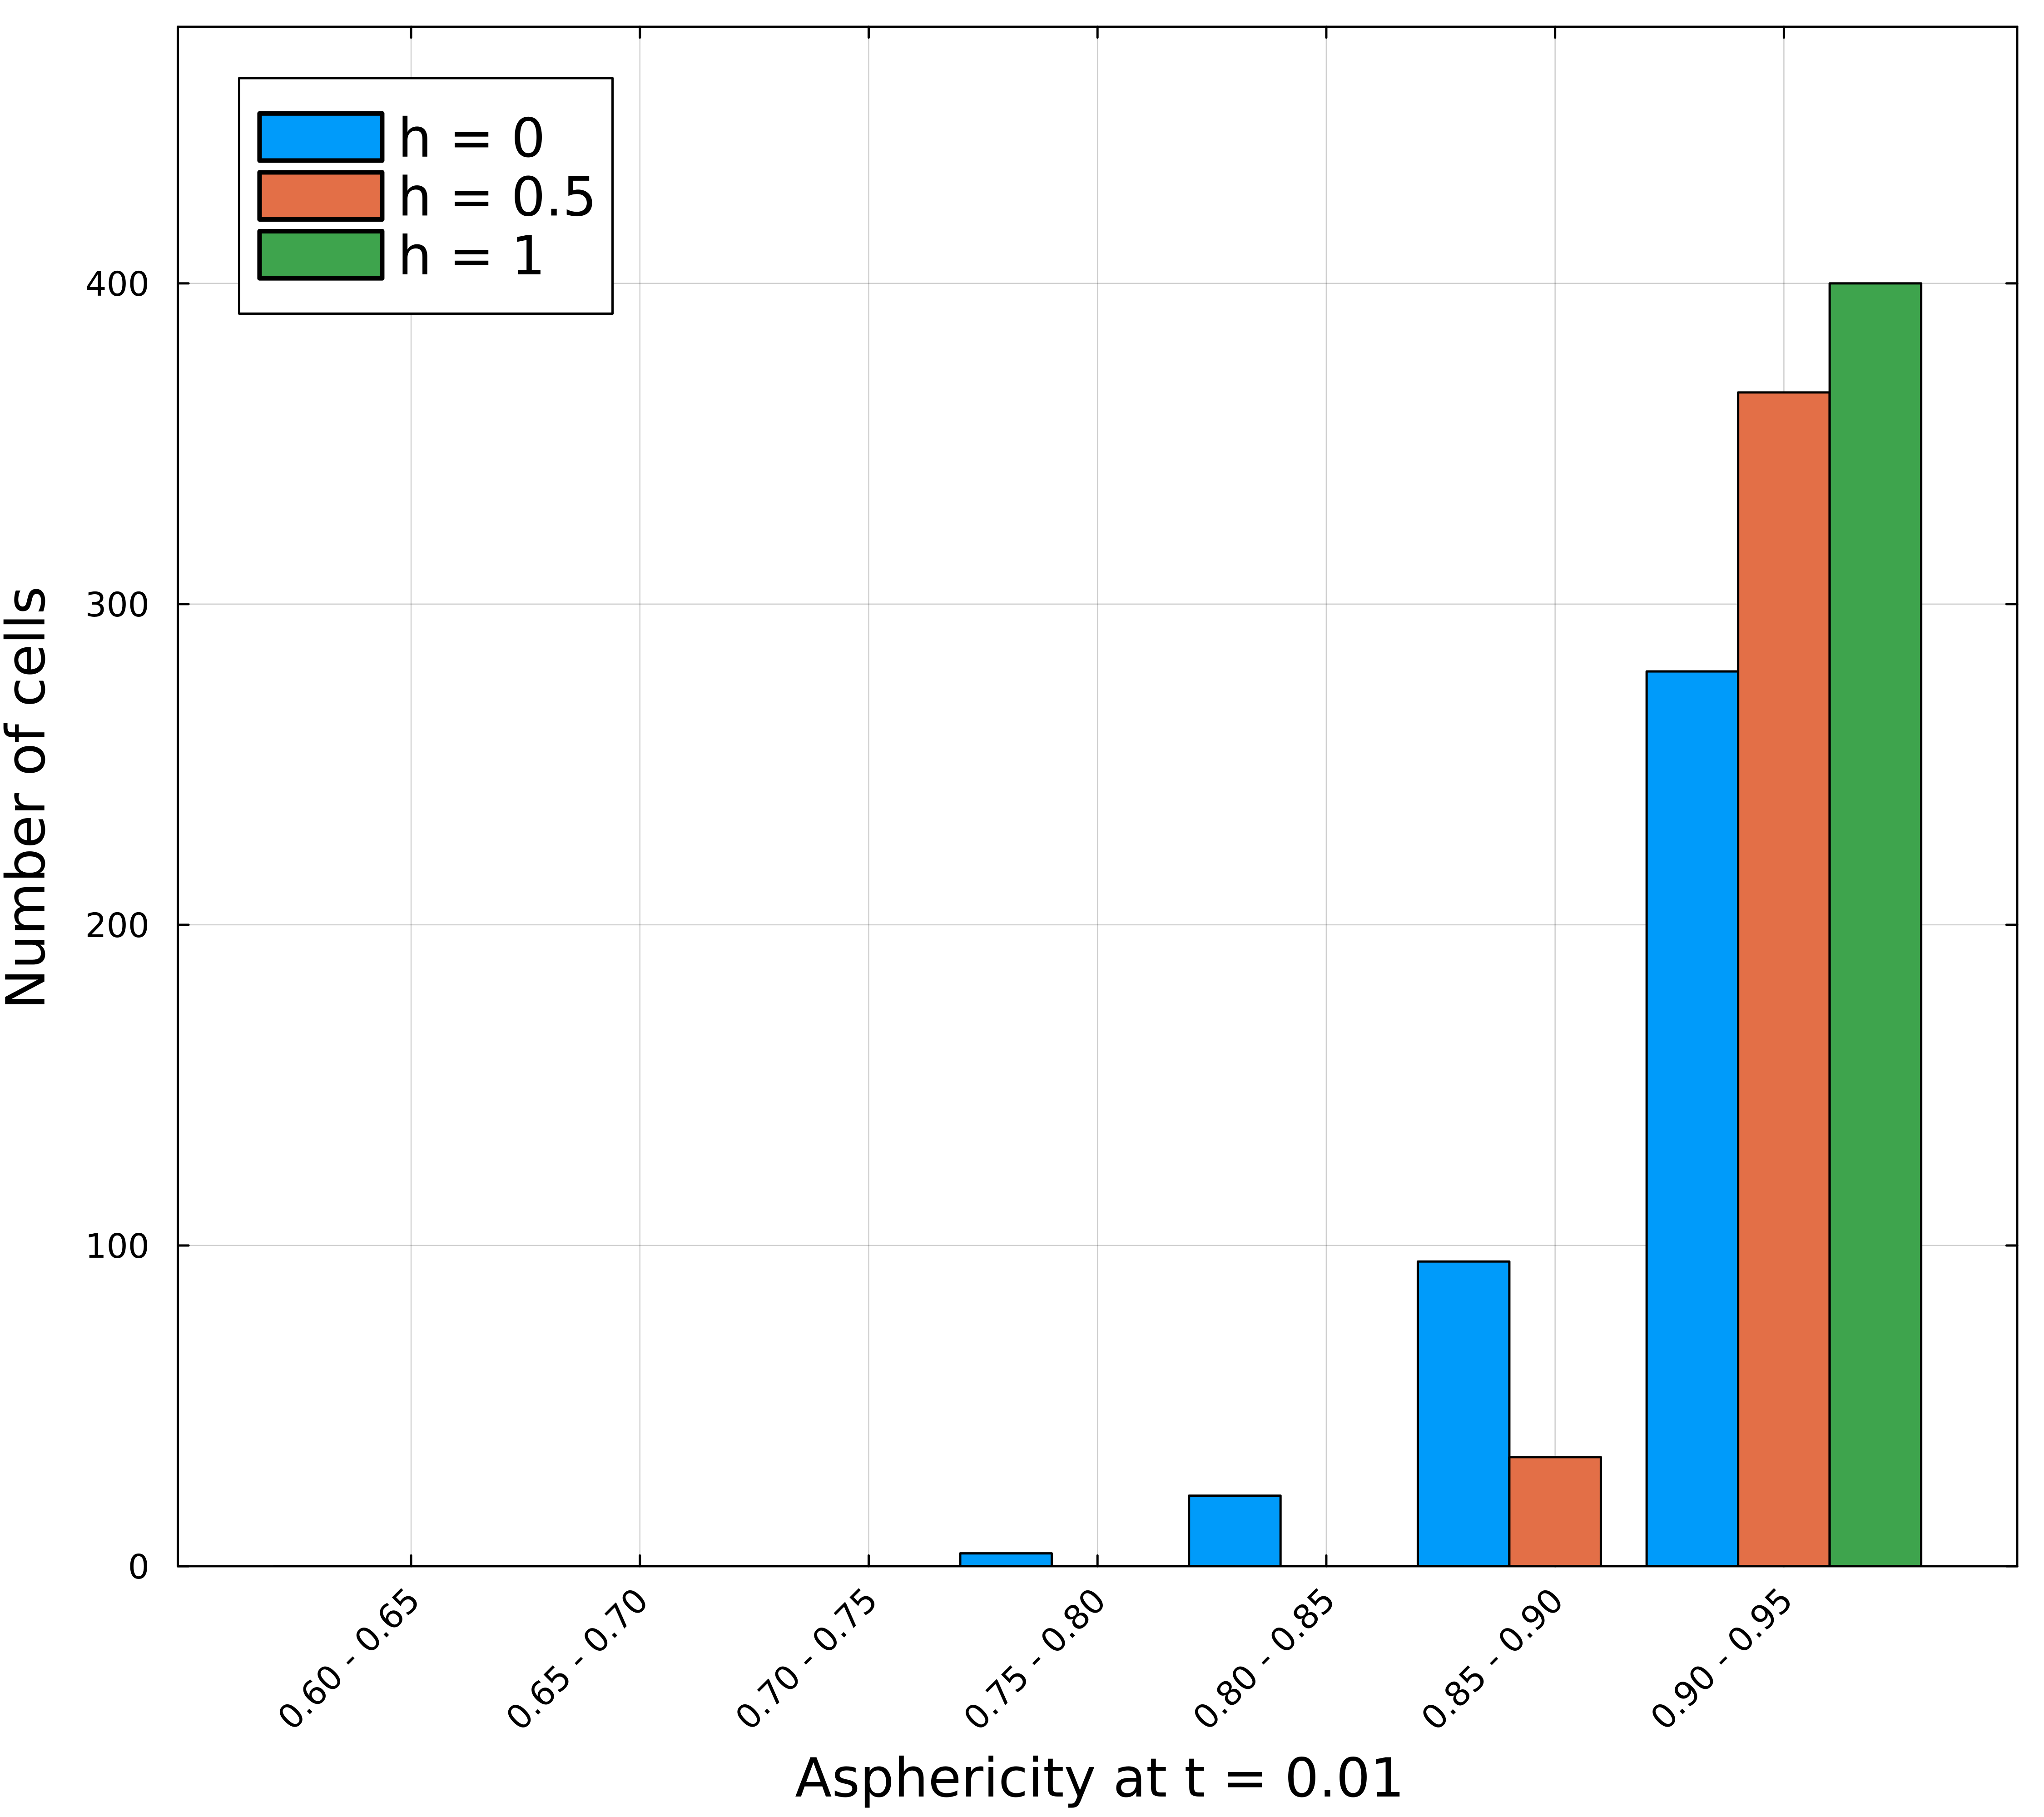 h = 0
h = 0.5
h = 1
400
300
200
100
0
Number of cells
0.60 - 0.65
0.65 - 0.70
0.70 - 0.75
0.75 - 0.80
0.80 - 0.85
0.85 - 0.90
0.90 - 0.95
Asphericity at t = 0.01